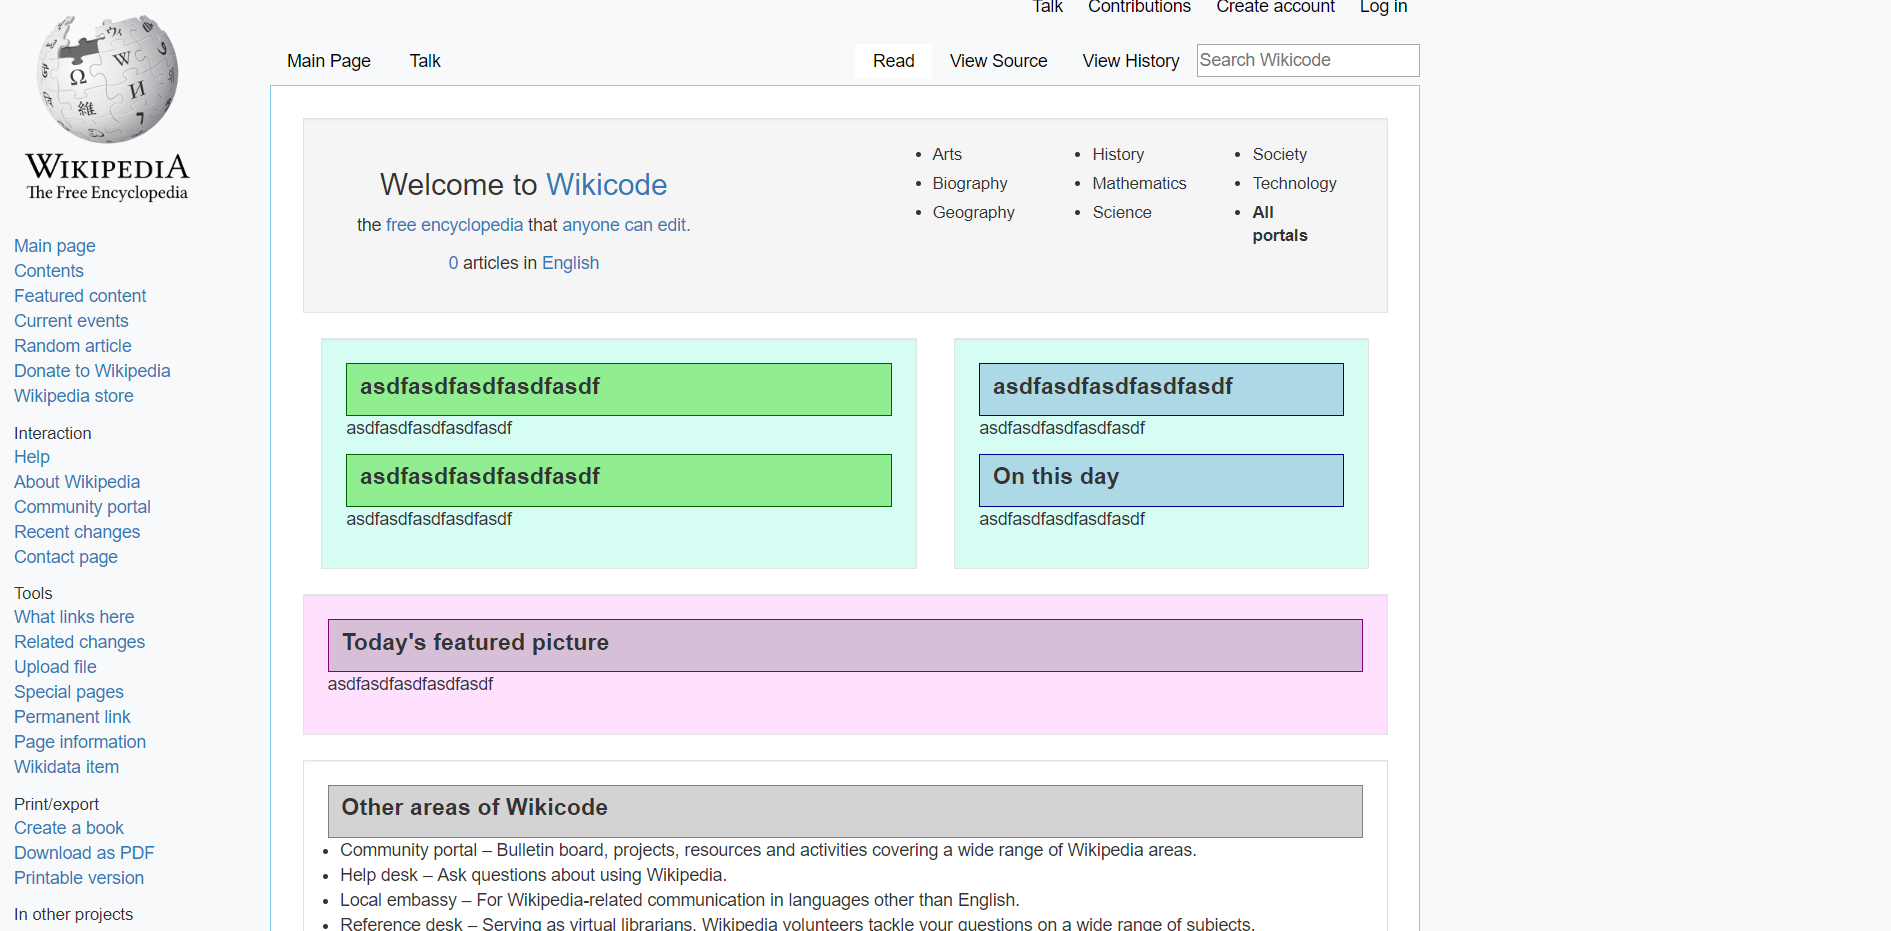 Talk Contributions Create account Log in
Main Page Talk Read View Source View History Search Wikicode
WIKIPEDIA
The Free Encyclopedia
Main page
Contents
Featured content
Current events
Random article
Donate to Wikipedia
Wikipedia store
Interaction
Help
About Wikipedia
Community portal
Recent changes
Contact page
Tools
What links here
Related changes
Upload file
Special pages
Permanent link
Page information
Wikidata item
Print/export
Create a book
Download as PDF
Printable version
In other projects
Welcome to Wikicode
the free encyclopedia that anyone can edit.
0 articles in English
Arts
Biography
Geography
History
Mathematics
Science
Society
Technology
All
portals
asdfasdfasdfasdfasdf
asdfasdfasdfasdfasdf
asdfasdfasdfasdfasdf
asdfasdfasdfasdfasdf
asdfasdfasdfasdfasdf
asdfasdfasdfasdfasdf
On this day
asdfasdfasdfasdfasdf
Today's featured picture
asdfasdfasdfasdfasdf
Other areas of Wikicode
Community portal – Bulletin board, projects, resources and activities covering a wide range of Wikipedia areas.
Help desk – Ask questions about using Wikipedia.
Local embassy – For Wikipedia-related communication in languages other than English.
Reference desk – Serving as virtual librarians, Wikipedia volunteers tackle your questions on a wide range of subjects.